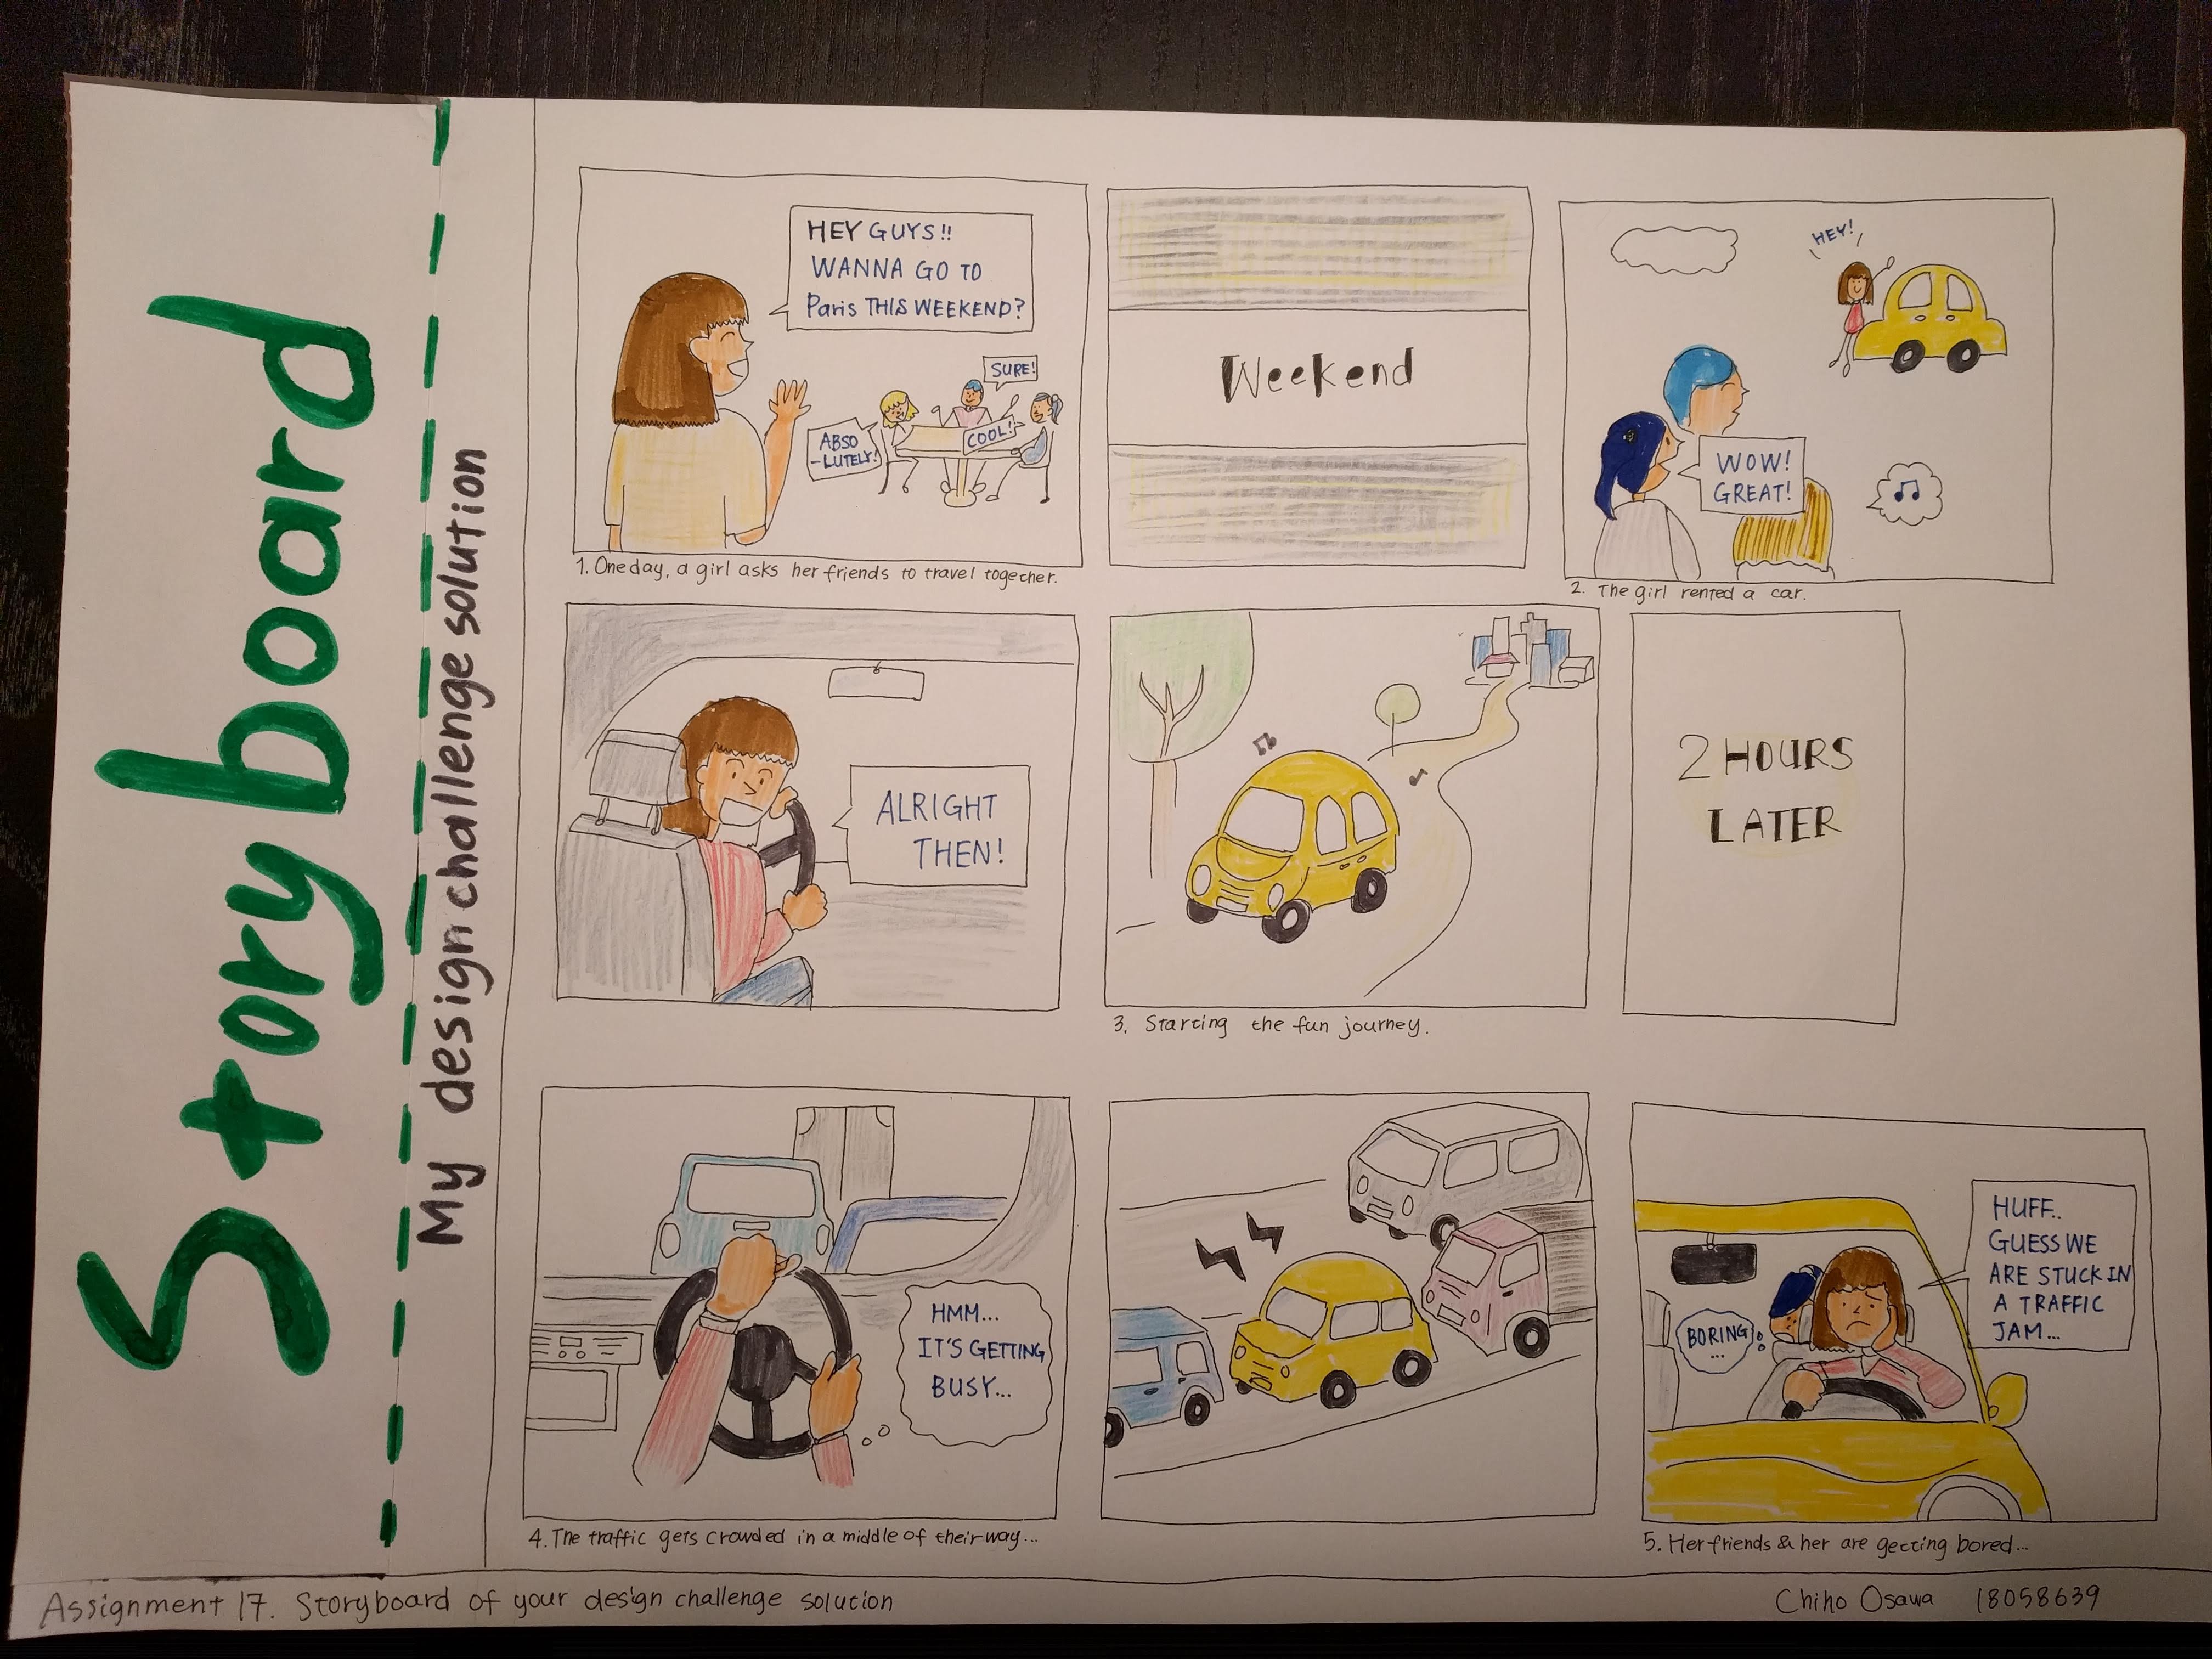 Storyboard
My design challenge solution
HEY GUYS!!
WANNA GO TO
Paris THIS WEEKEND?
SURE!
ABSO
-LUTELY!
COOL!
1. One day, a girl asks her friends to travel together.
Weekend
HEY!
WOW!
GREAT!
2. The girl rented a car.
ALRIGHT
THEN!
3. Starting the fun journey.
2 HOURS
LATER
HMM...
IT'S GETTING
BUSY...
4. The traffic gets crowded in a middle of their way...
HUFF..
GUESS WE
ARE STUCK IN
A TRAFFIC
JAM...
BORING
...
5. Her friends & her are getting bored...
Assignment 17. Storyboard of your design challenge solution
Chiho Osawa 18058639